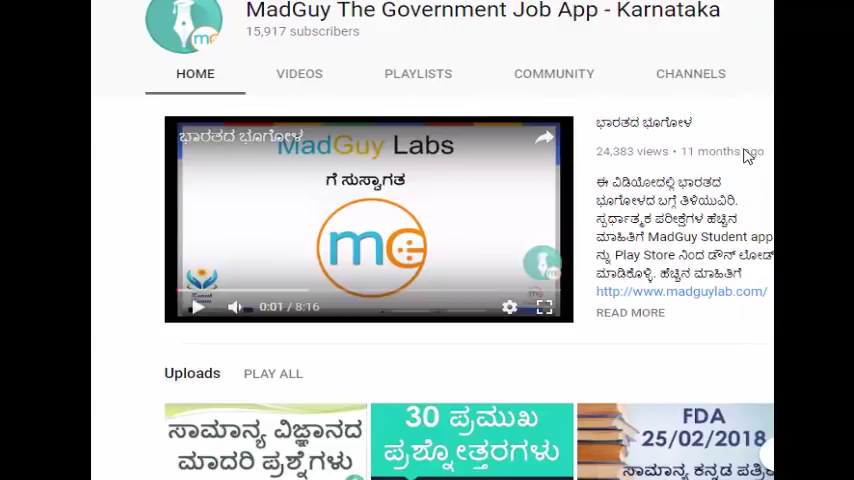 MadGuy The Government Job App - Karnataka
15,917 subscribers
HOME VIDEOS PLAYLISTS COMMUNITY CHANNELS
ಭಾರತದ ಭೂಗೋಳ
MadGuy Labs
ಗೆ ಸುಸ್ವಾಗತ
me
0:01 / 8:16
ಭಾರತದ ಭೂಗೋಳ
24,383 views • 11 months ago
ಈ ವಿಡಿಯೋದಲ್ಲಿ ಭಾರತದ
ಭೂಗೋಳದ ಬಗ್ಗೆ ತಿಳಿಯುವಿರಿ.
ಸ್ಪರ್ಧಾತ್ಮಕ ಪರೀಕ್ಷೆಗಳ ಹೆಚ್ಚಿನ
ಮಾಹಿತಿಗೆ MadGuy Student app
ನ್ನು Play Store ನಿಂದ ಡೌನ್ ಲೋಡ್
ಮಾಡಿಕೊಳ್ಳಿ. ಹೆಚ್ಚಿನ ಮಾಹಿತಿಗೆ
http://www.madguylab.com/
READ MORE
Uploads PLAY ALL
ಸಾಮಾನ್ಯ ವಿಜ್ಞಾನದ
ಮಾದರಿ ಪ್ರಶ್ನೆಗಳು
30 ಪ್ರಮುಖ
ಪ್ರಶ್ನೋತ್ತರಗಳು
FDA
25/02/2018
ಸಾಮಾನ್ಯ ಕನ್ನಡ